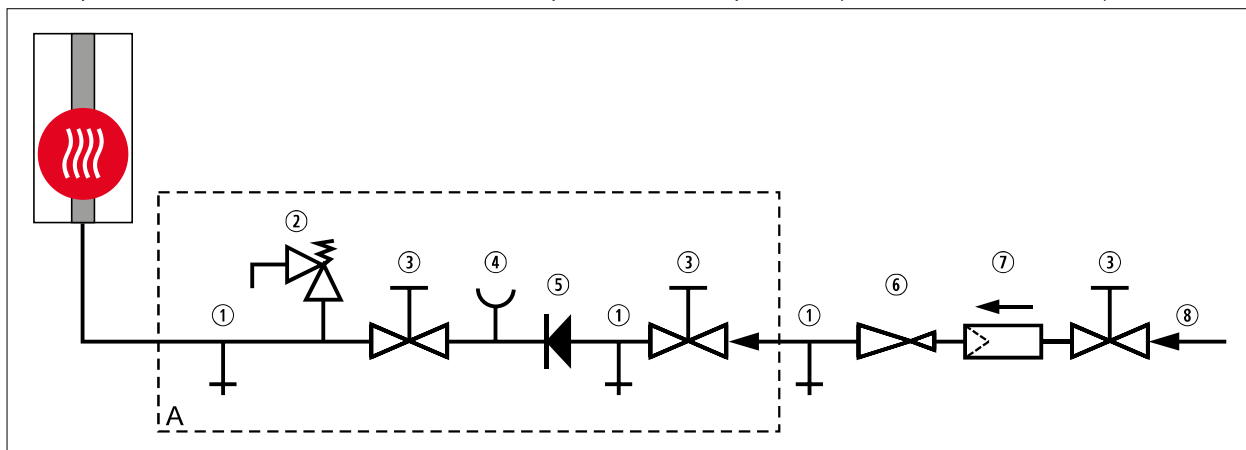 ②
③ ④ ③ ⑦ ③
⑤ ⑥
① ① ① ⑧
A